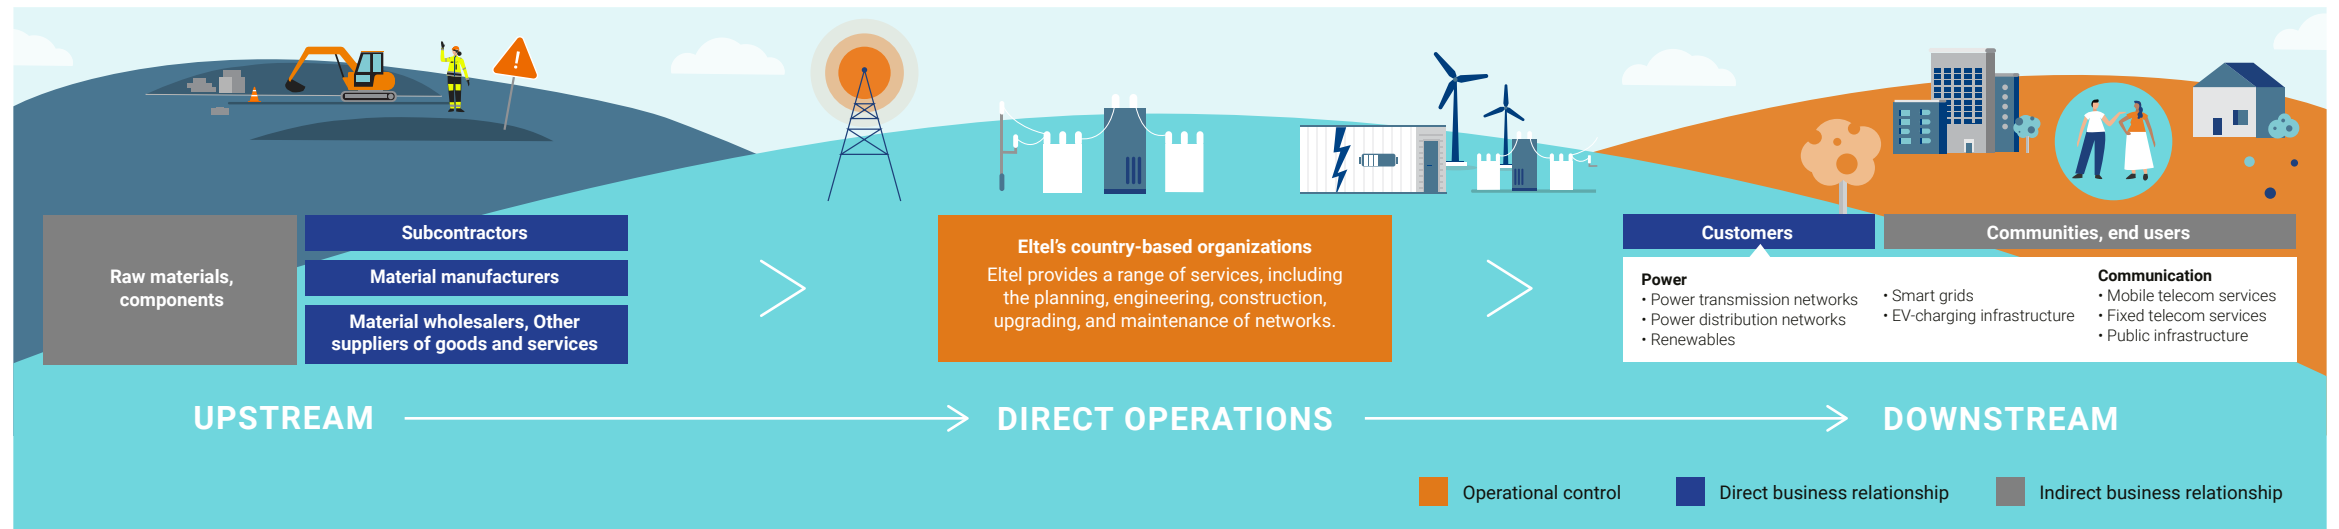 Raw materials,
components
Subcontractors
Material manufacturers
Material wholesalers, Other
suppliers of goods and services
Eltel's country-based organizations
Eltel provides a range of services, including
the planning, engineering, construction,
upgrading, and maintenance of networks.
Customers
Communities, end users
Power
• Power transmission networks
• Power distribution networks
• Renewables
• Smart grids
• EV-charging infrastructure
Communication
• Mobile telecom services
• Fixed telecom services
• Public infrastructure
UPSTREAM
DIRECT OPERATIONS
DOWNSTREAM
Operational control
Direct business relationship
Indirect business relationship